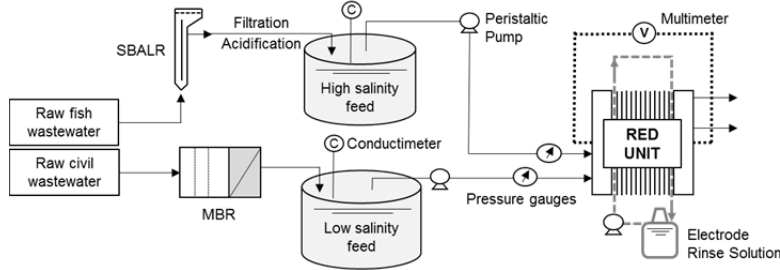 SBALR
Filtration
Acidification
C
Peristaltic
Pump
Multimeter
V
High salinity
feed
Raw fish
wastewater
Raw civil
wastewater
MBR
C
Conductimeter
Low salinity
feed
Pressure gauges
RED
UNIT
Electrode
Rinse Solution